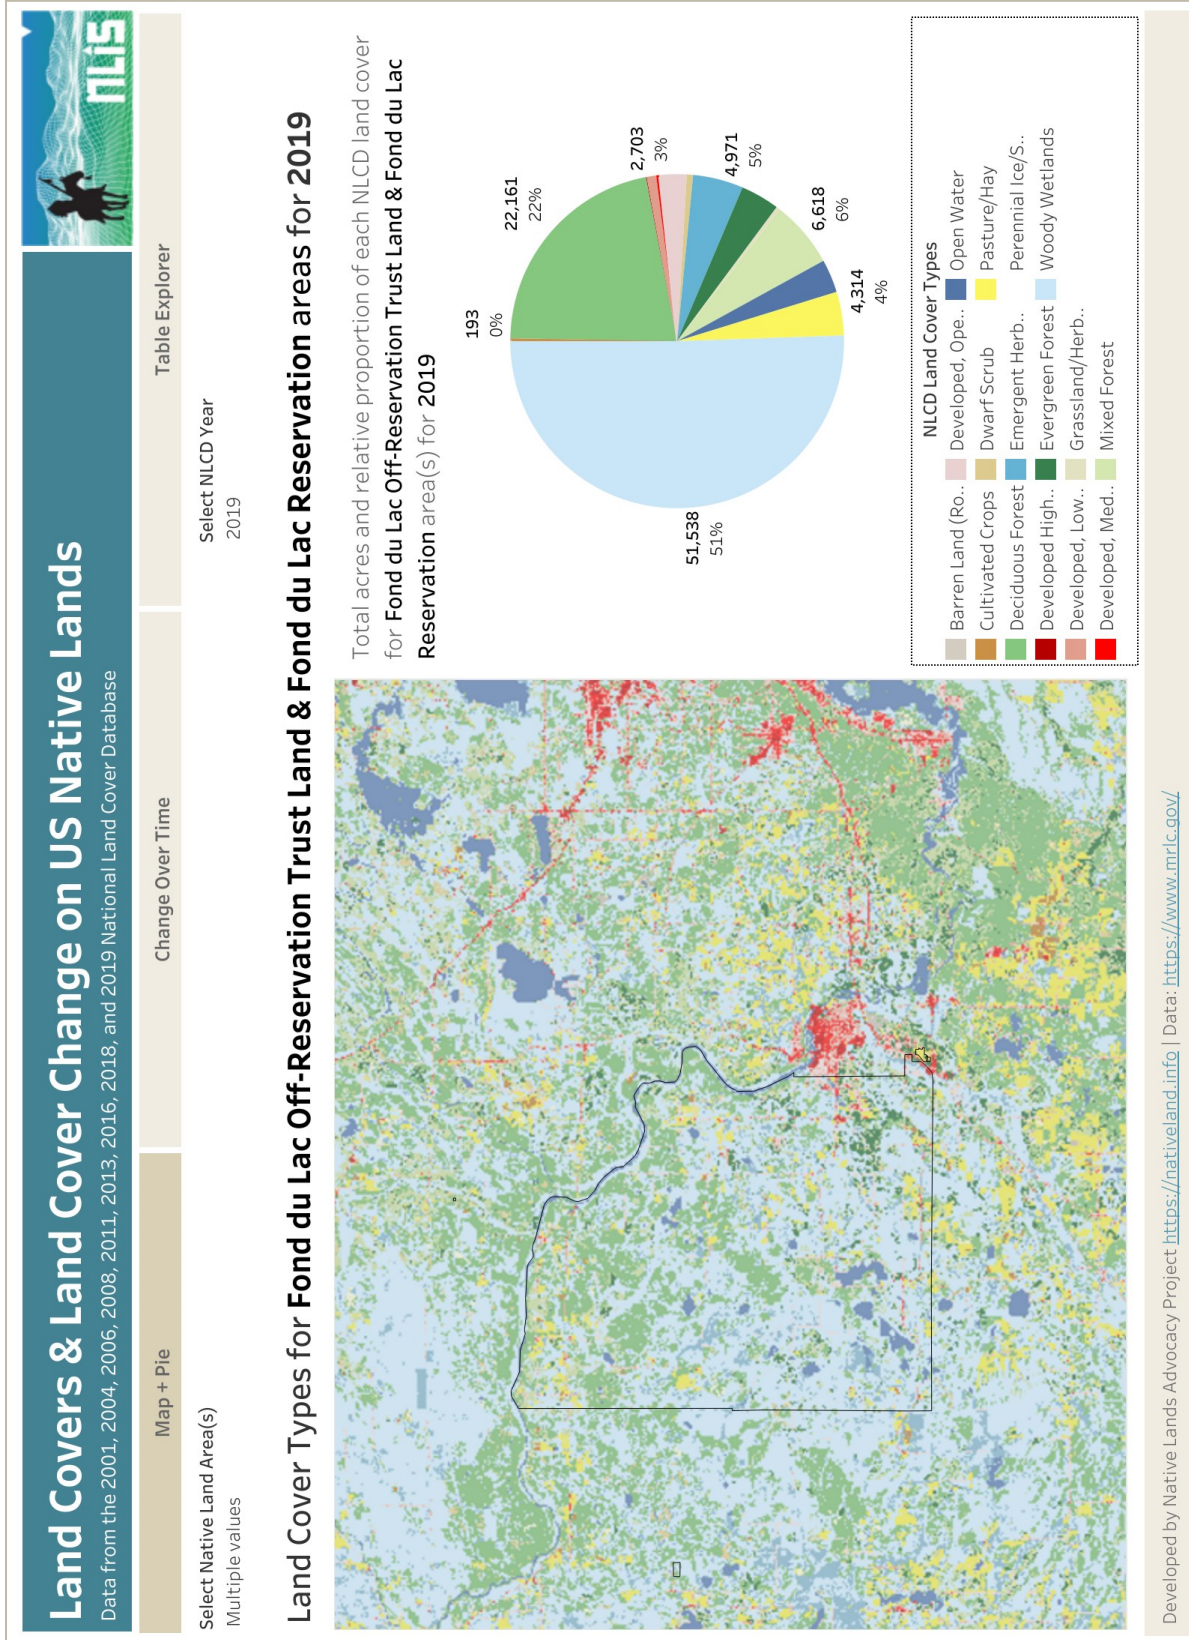 Land Covers & Land Cover Change on US Native Lands
Data from the 2001, 2004, 2006, 2008, 2011, 2013, 2016, 2018, and 2019 National Land Cover Database
nLis
Map + Pie
Change Over Time
Table Explorer
Select Native Land Area(s)
Multiple values
Select NLCD Year
2019
Land Cover Types for Fond du Lac Off-Reservation Trust Land & Fond du Lac Reservation areas for 2019
Total acres and relative proportion of each NLCD land cover
for Fond du Lac Off-Reservation Trust Land & Fond du Lac
Reservation area(s) for 2019
193
0%
22,161
22%
2,703
3%
4,971
5%
6,618
6%
4,314
4%
51,538
51%
NLCD Land Cover Types
Barren Land (Ro..
Cultivated Crops
Deciduous Forest
Developed High..
Developed, Low..
Developed, Med..
Developed, Ope..
Dwarf Scrub
Emergent Herb..
Evergreen Forest
Grassland/Herb..
Mixed Forest
Open Water
Pasture/Hay
Perennial Ice/S..
Woody Wetlands
Developed by Native Lands Advocacy Project https://nativeland.info | Data: https://www.mrlc.gov/